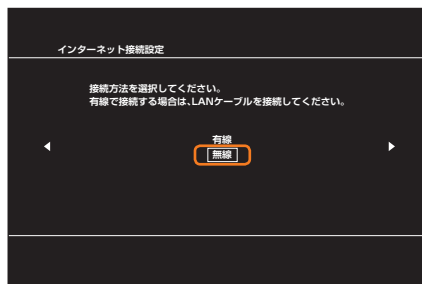 インターネット接続設定
接続方法を選択してください。
有線で接続する場合は、LANケーブルを接続してください。
有線
無線